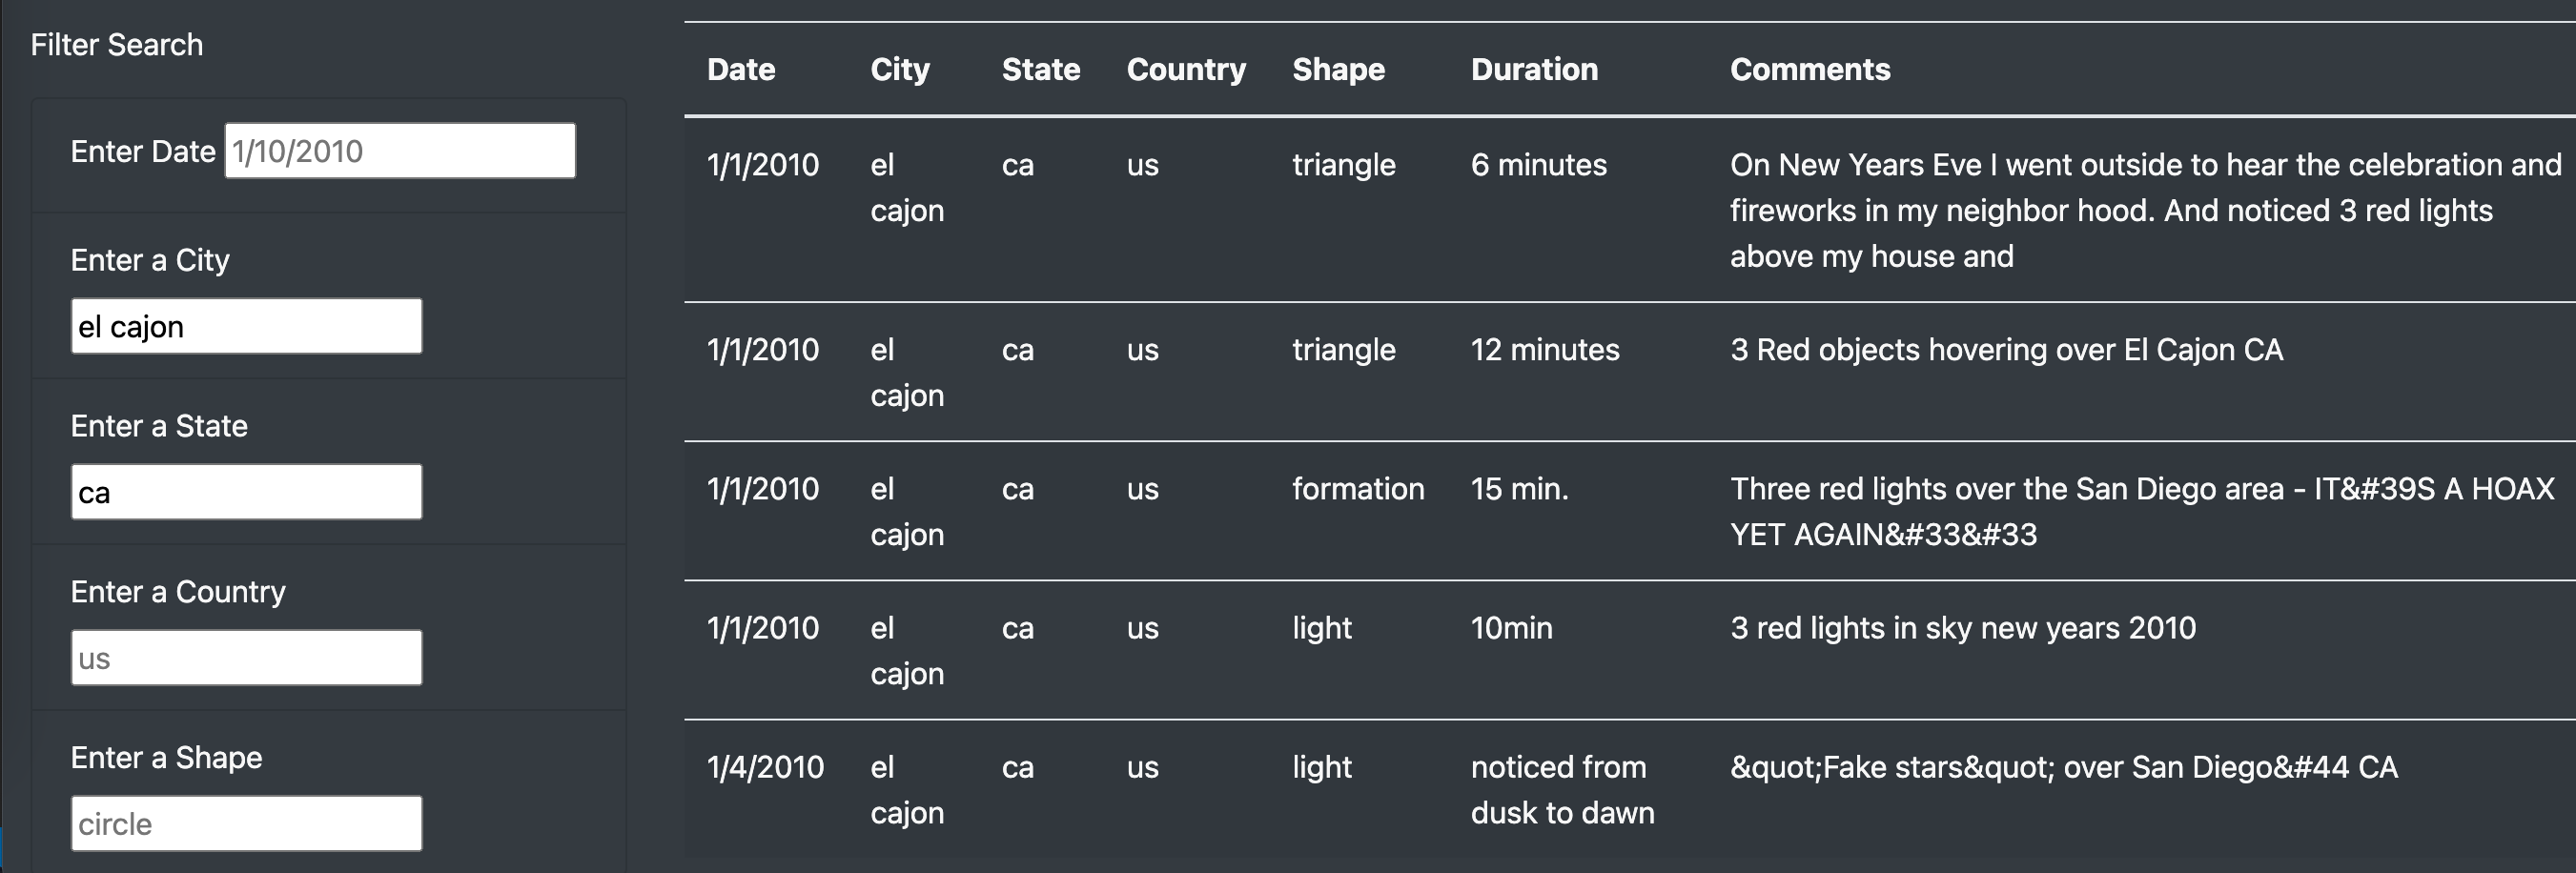 Filter Search
Enter Date 1/10/2010
Enter a City
el cajon
Enter a State
ca
Enter a Country
us
Enter a Shape
circle
Date City State Country Shape Duration Comments
1/1/2010 el ca us triangle 6 minutes On New Years Eve I went outside to hear the celebration and
cajon fireworks in my neighbor hood. And noticed 3 red lights
above my house and
1/1/2010 el ca us triangle 12 minutes 3 Red objects hovering over El Cajon CA
cajon
1/1/2010 el ca us formation 15 min. Three red lights over the San Diego area - IT&#39S A HOAX
cajon YET AGAIN&#33&#33
1/1/2010 el ca us light 10min 3 red lights in sky new years 2010
cajon
1/4/2010 el ca us light noticed from &quot;Fake stars&quot; over San Diego&#44 CA
cajon dusk to dawn